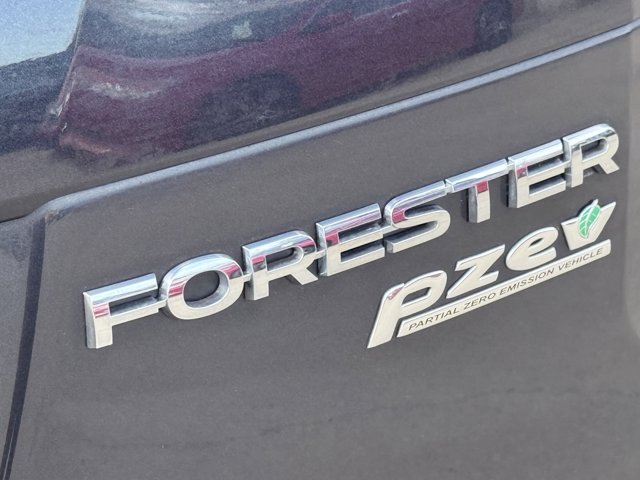 FORESTER
pzev
PARTIAL ZERO EMISSION VEHICLE